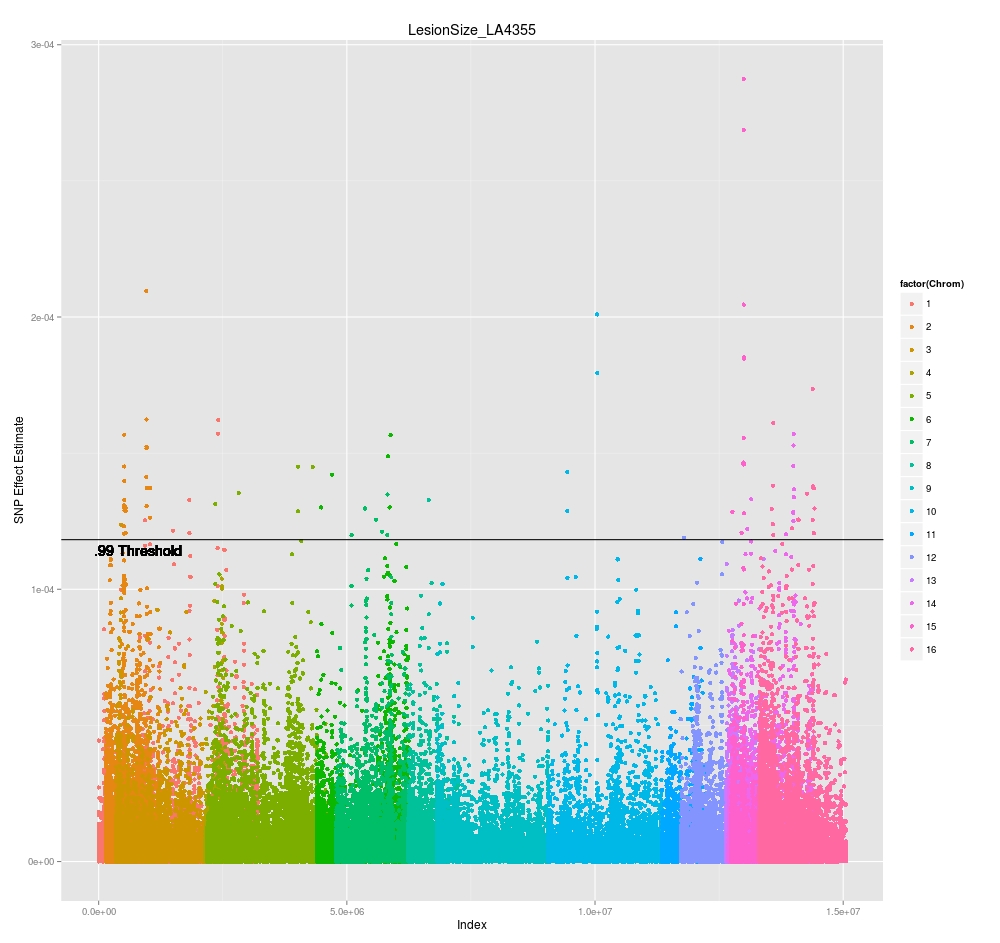 LesionSize_LA4355
3e-04
2e-04
1e-04
0e+00
SNP Effect Estimate
.99 Threshold
0.0e+00 5.0e+06 1.0e+07 1.5e+07
Index
factor(Chrom)
1
2
3
4
5
6
7
8
9
10
11
12
13
14
15
16